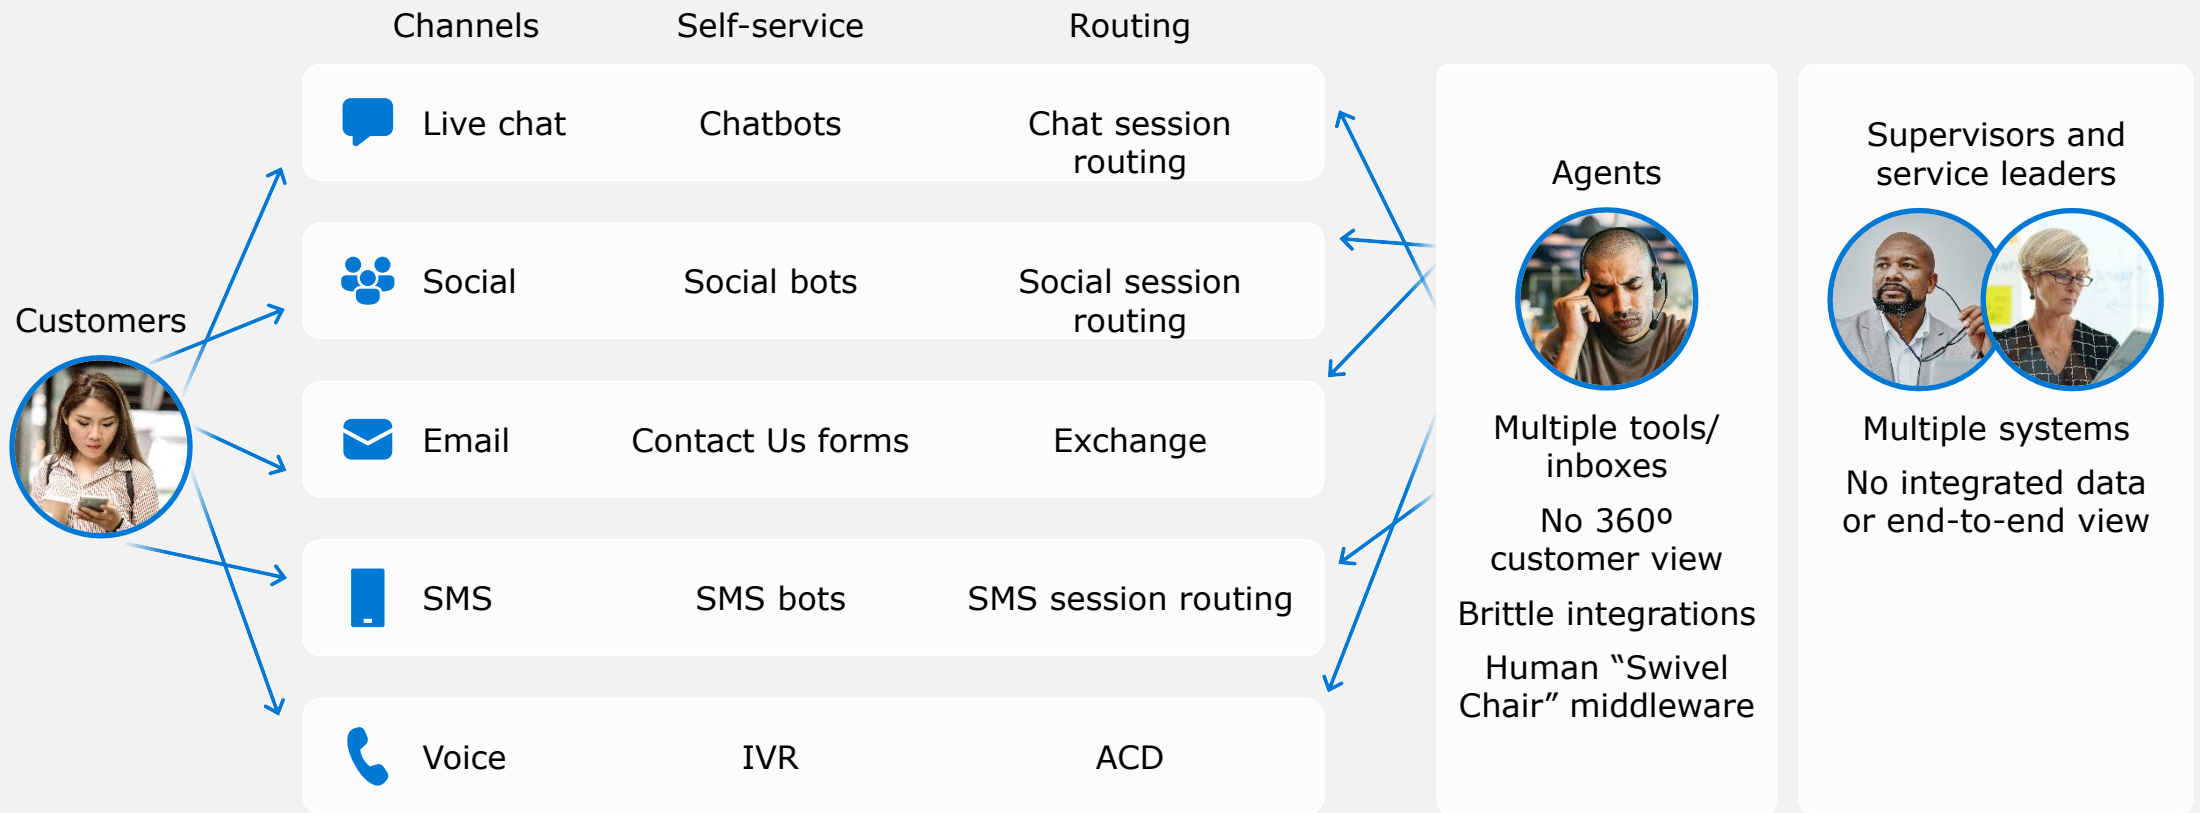 Channels
Self-service
Routing
Live chat
Chatbots
Chat session
routing
Social
Social bots
Social session
routing
Customers
Email
Contact Us forms
Exchange
SMS
SMS bots
SMS session routing
Voice
IVR
ACD
Agents
Multiple tools/
inboxes
No 360º
customer view
Brittle integrations
Human “Swivel
Chair” middleware
Supervisors and
service leaders
Multiple systems
No integrated data
or end-to-end view